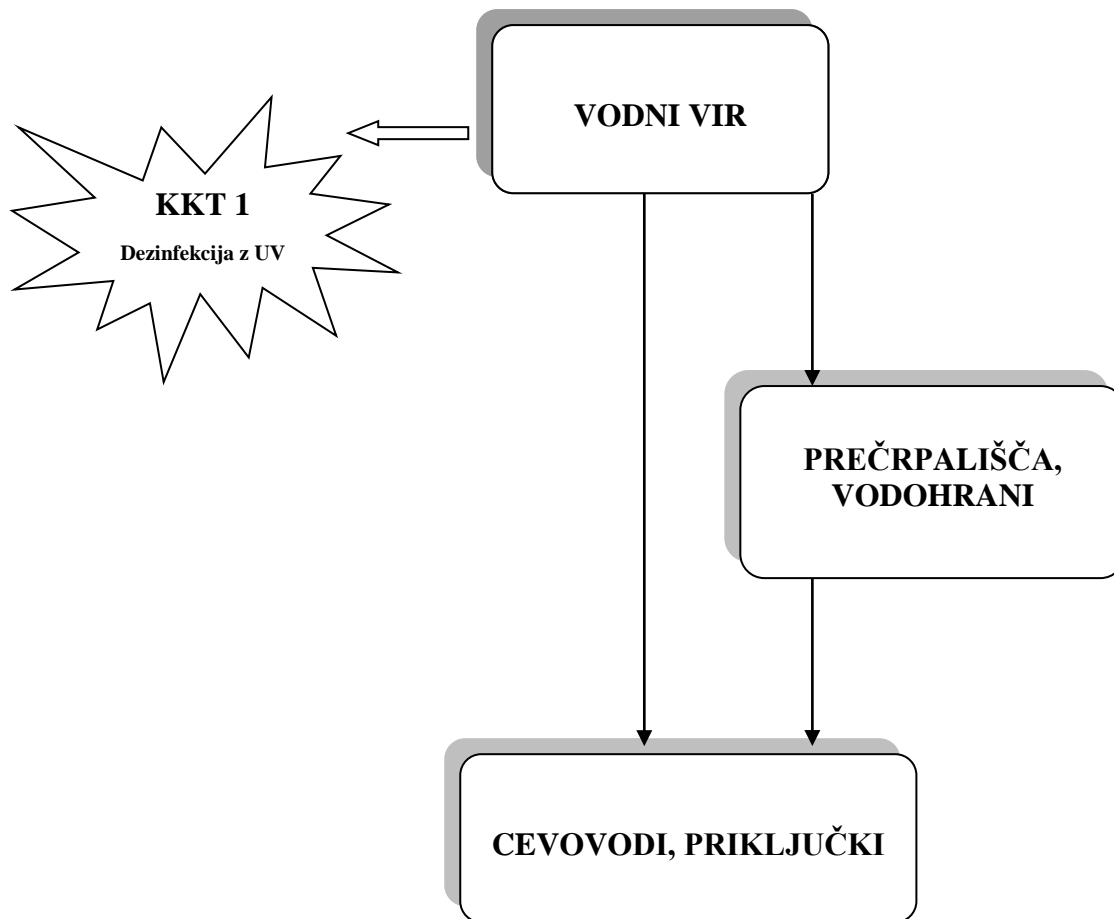 VODNI VIR
KKT 1
Dezinfekcija z UV
PREČRPALIŠČA,
VODOHRANI
CEVOVODI, PRIKLJUČKI